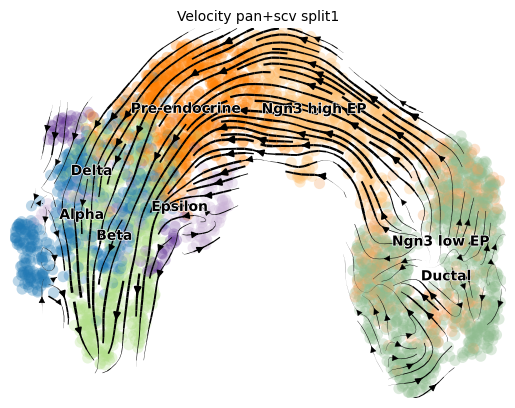 Velocity pan+scv split1
Pre-endocrine
Ngn3 high EP
Delta
Epsilon
Alpha
Beta
Ngn3 low EP
Ductal